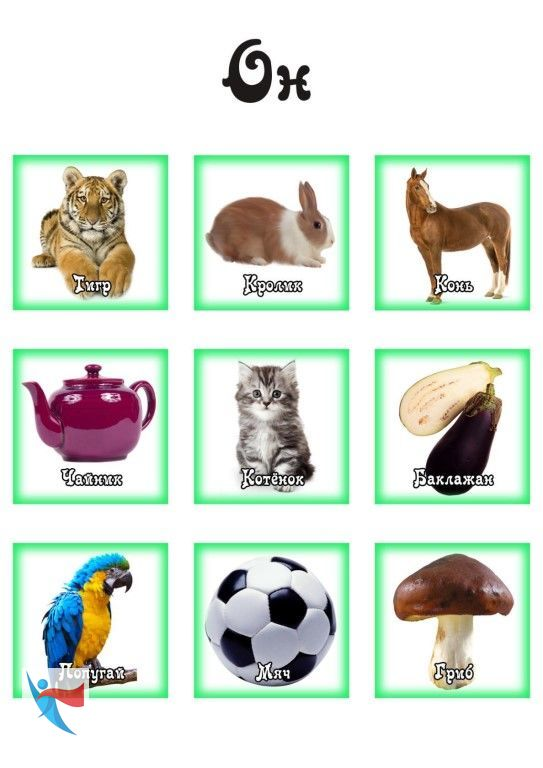 Он
Тигр
Кролик
Конь
Чайник
Котёнок
Баклажан
Попугай
Мяч
Гриб